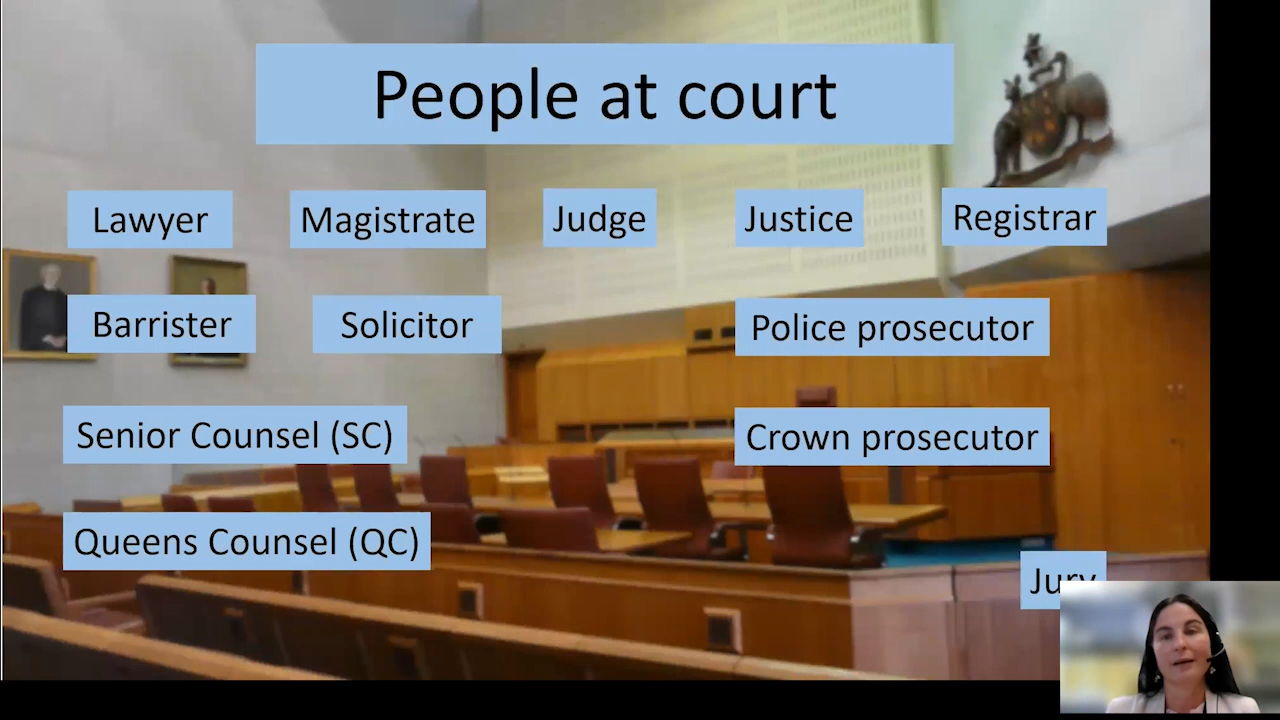 People at court
Lawyer
Magistrate
Judge
Justice
Registrar
Barrister
Solicitor
Police prosecutor
Senior Counsel (SC)
Crown prosecutor
Queens Counsel (QC)
Jury